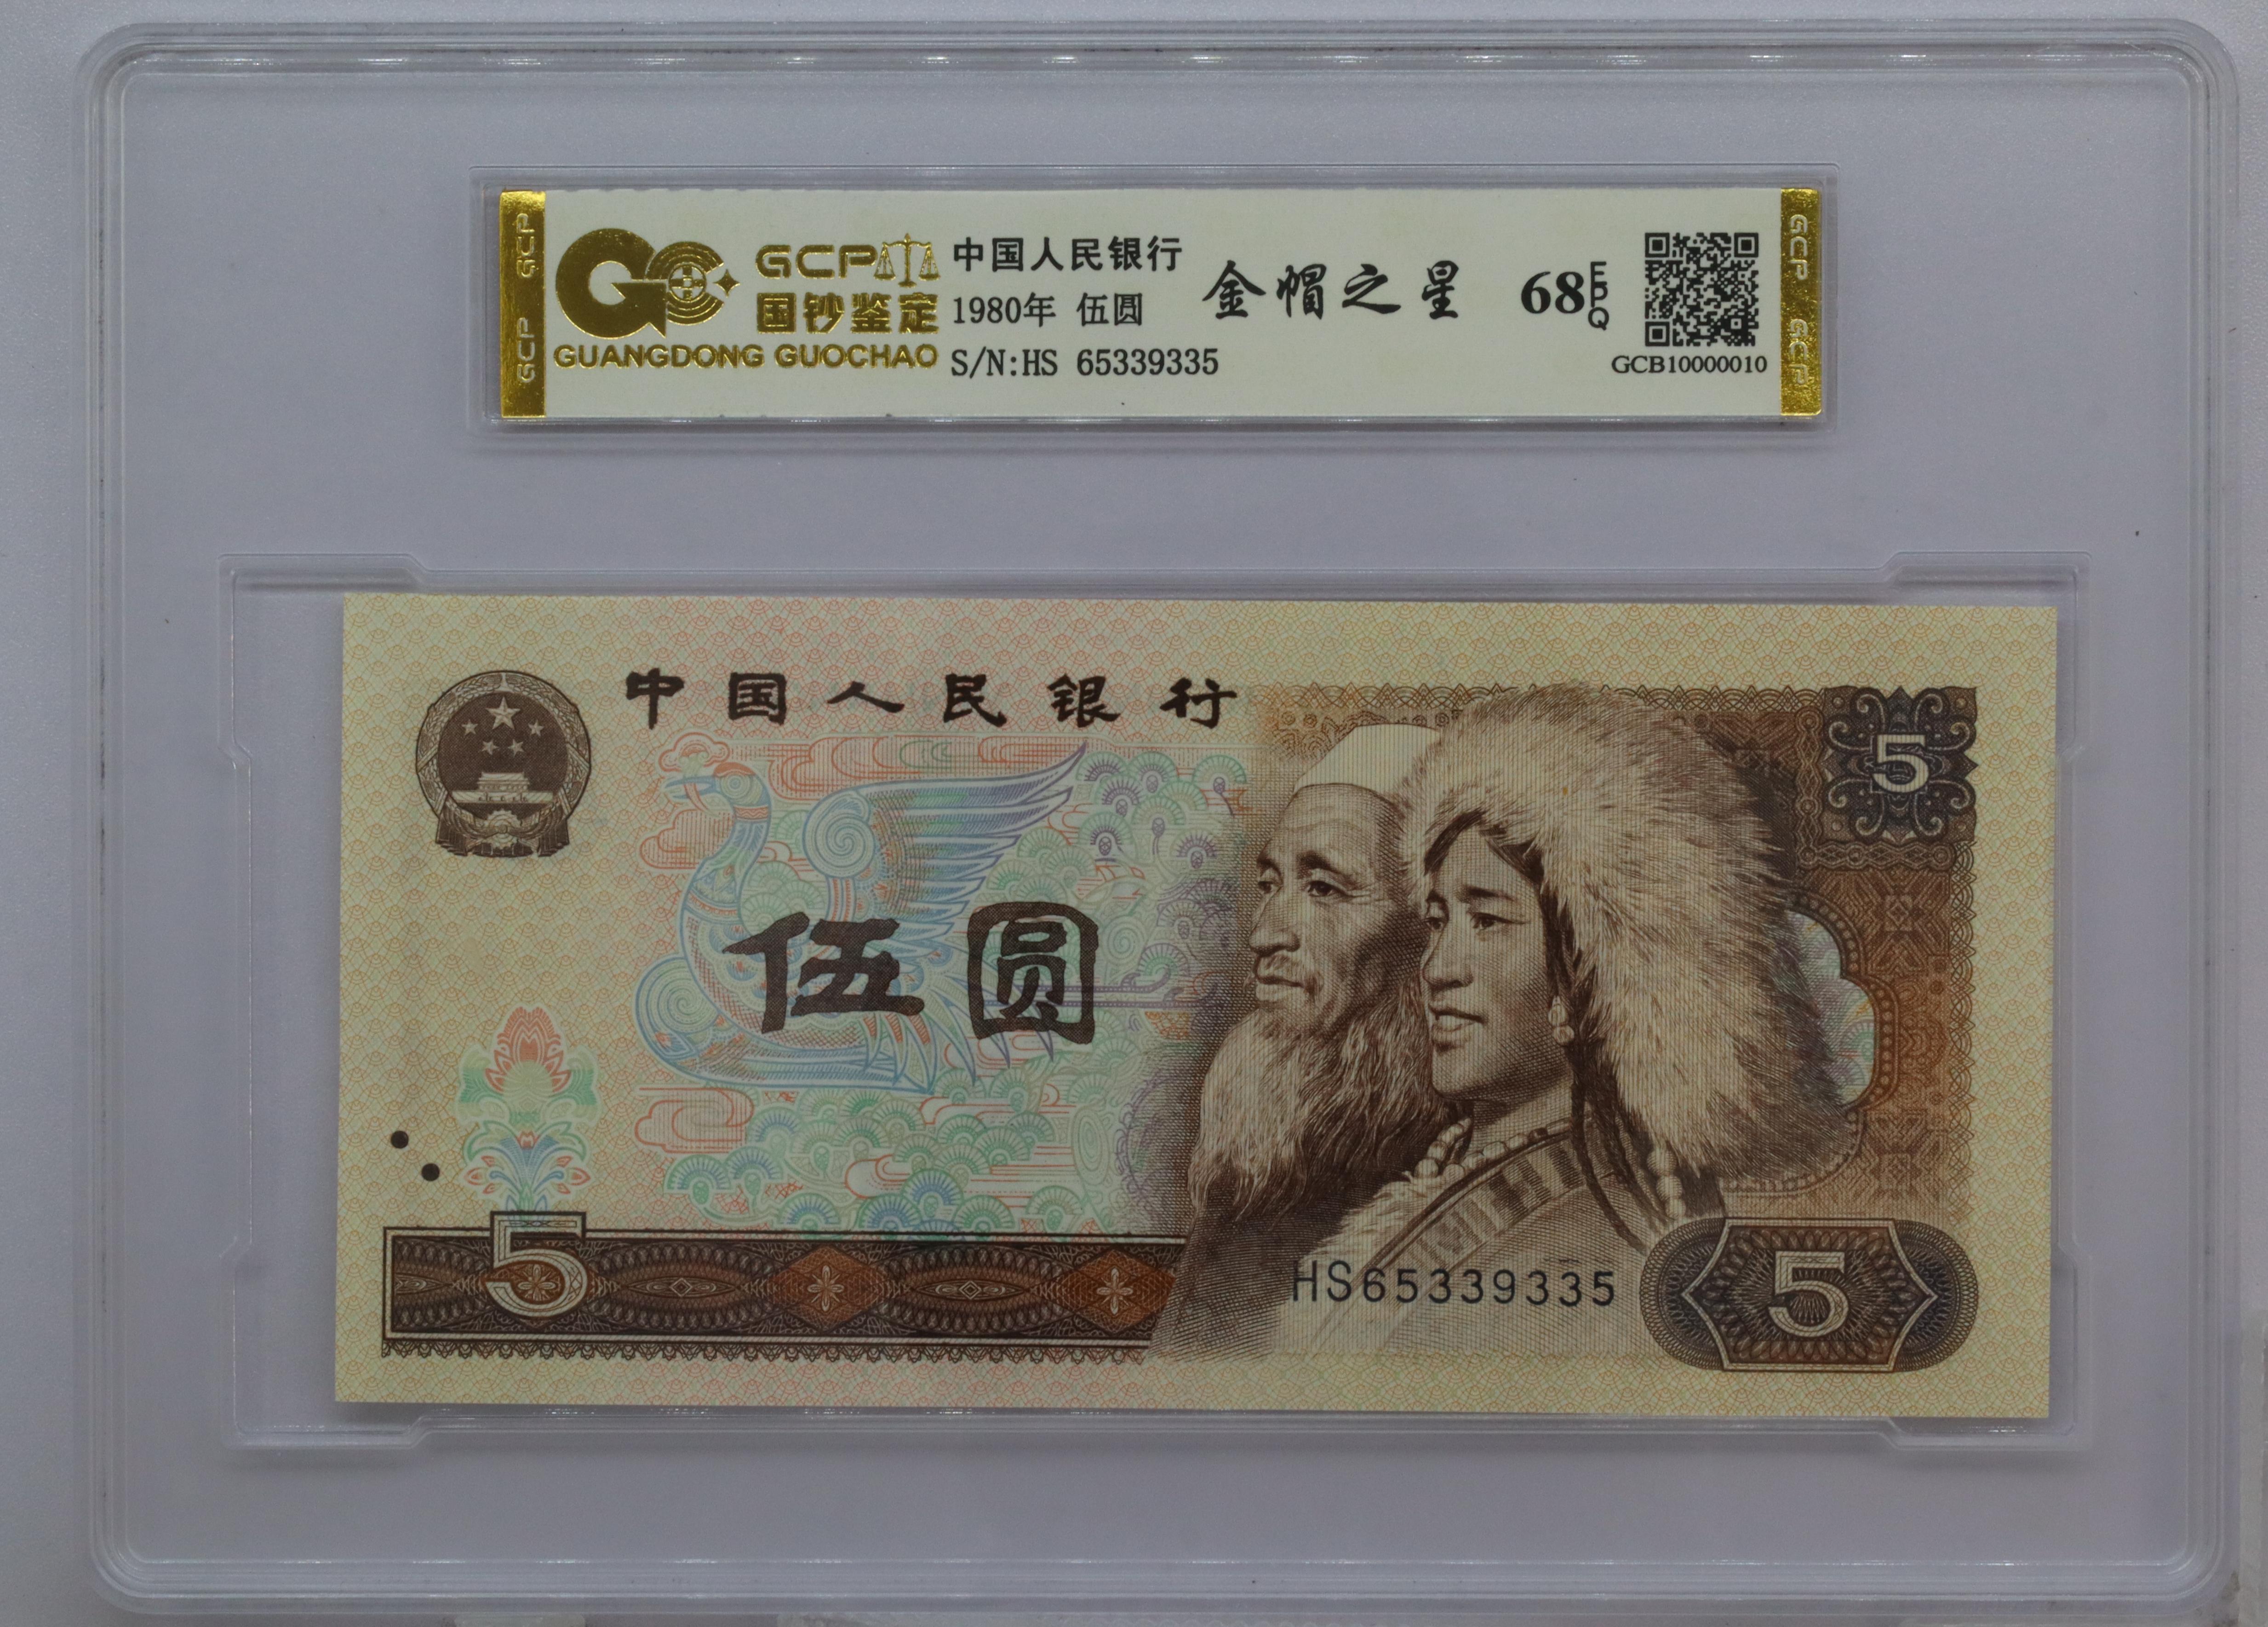 GCP GCP
GCP
国钞鉴定
GUANGDONG GUOCHAO
中国人民银行
1980年 伍圆
S/N:HS 65339335
金帽之星
68 EPQ
GCB10000010
GCP GCP
中国人民银行
5
伍圆
5
HS65339335
5